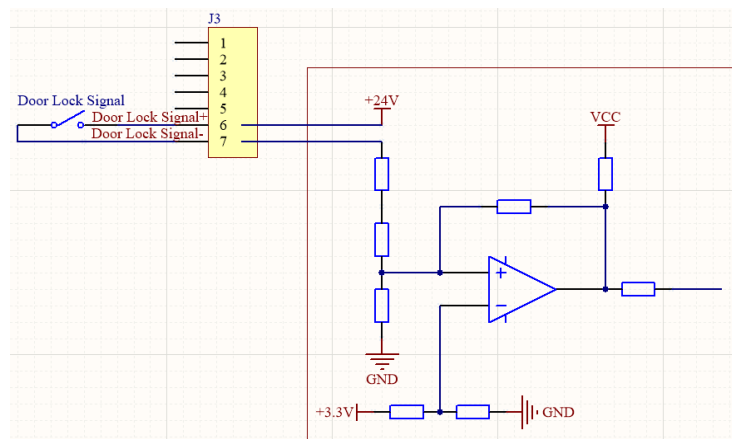 J3
1
2
3
4
5
6
7
Door Lock Signal
Door Lock Signal+
Door Lock Signal-
+24V
VCC
+
−
GND
+3.3V
GND